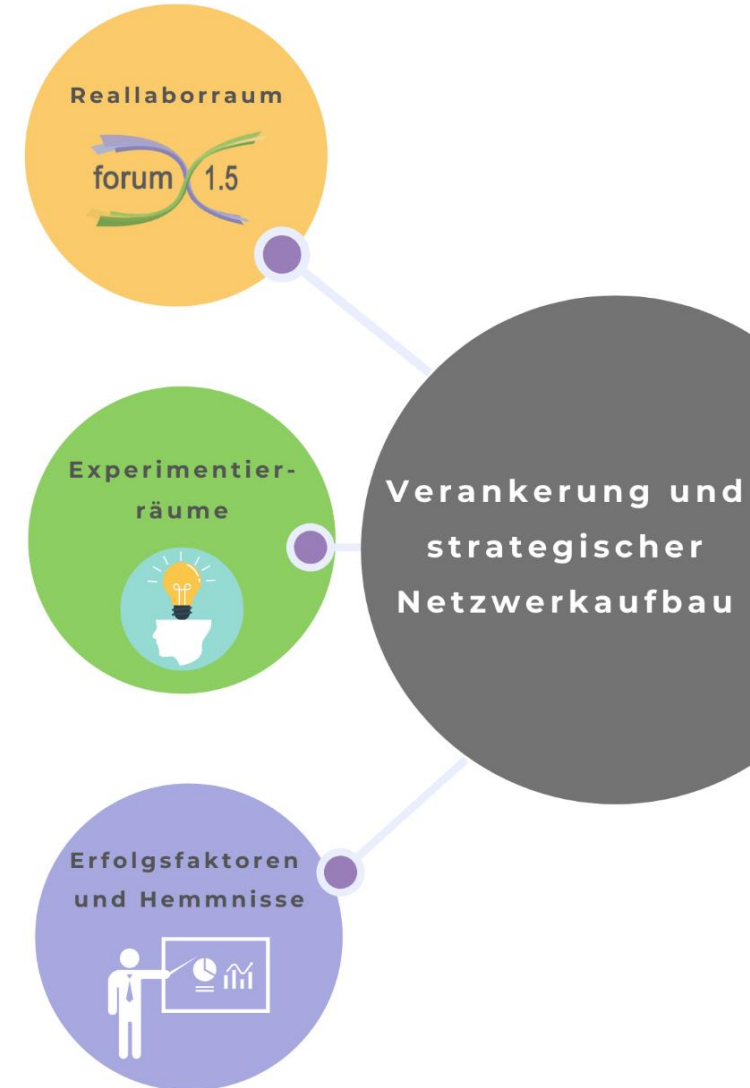 Reallaborraum
forum 1.5
Experimentier-
räume
Verankerung und
strategischer
Netzwerkaufbau
Erfolgsfaktoren
und Hemmnisse